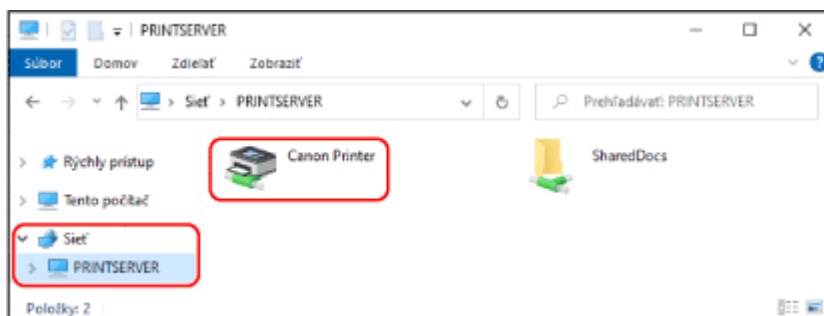 PRINTSERVER
Súbor Domov Zdieľať Zobraziť
Sieť PRINTSERVER Prehľadávať: PRINTSERVER
Rýchly prístup
Canon Printer
SharedDocs
Tento počítač
Sieť
PRINTSERVER
Položky: 2